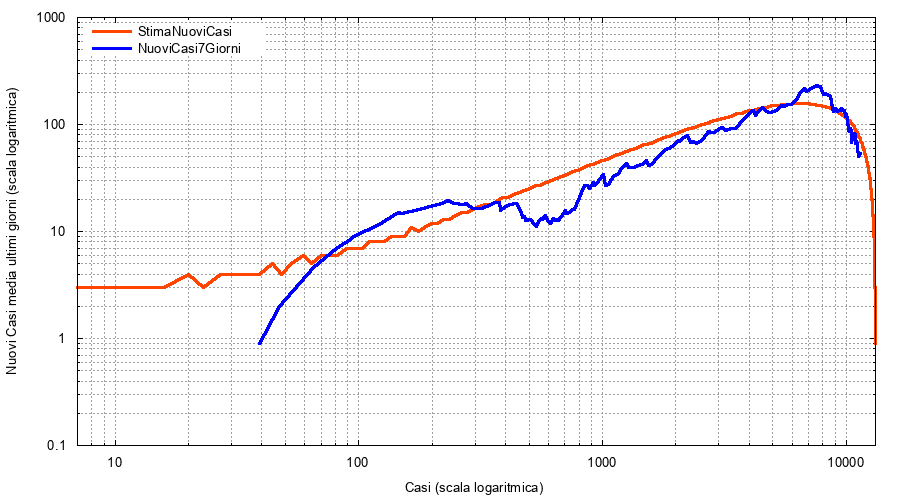 1000
100
10
1
0.1
10
100
1000
10000
StimaNuoviCasi
NuoviCasi7Giorni
Nuovi Casi media ultimi giorni (scala logaritmica)
Casi (scala logaritmica)